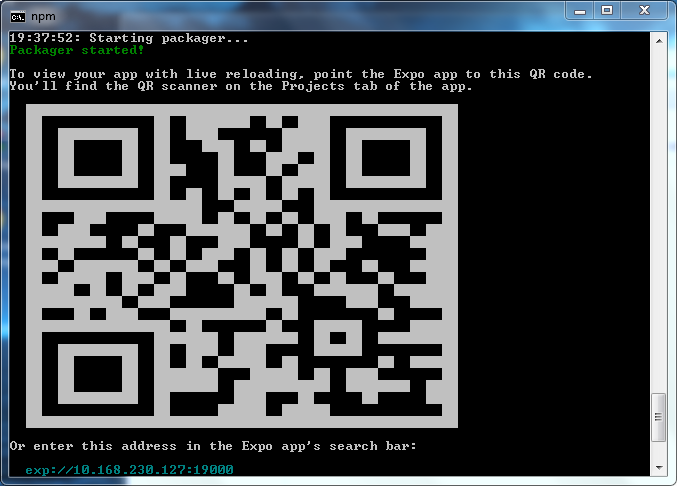 npm
19:37:52: Starting packager...
Packager started!
To view your app with live reloading, point the Expo app to this QR code.
You'll find the QR scanner on the Projects tab of the app.
Or enter this address in the Expo app's search bar:
exp://10.168.230.127:19000